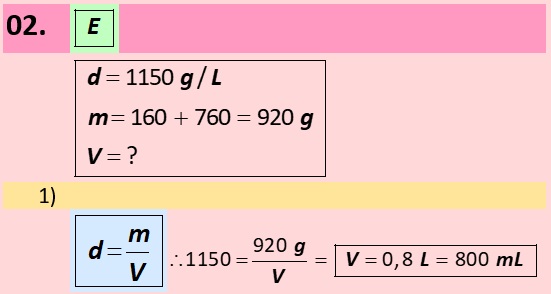 02. E
d = 1150 g / L
m = 160 + 760 = 920 g
V = ?
1)
d = m/V ∴ 1150 = 920 g/V = V = 0,8 L = 800 mL